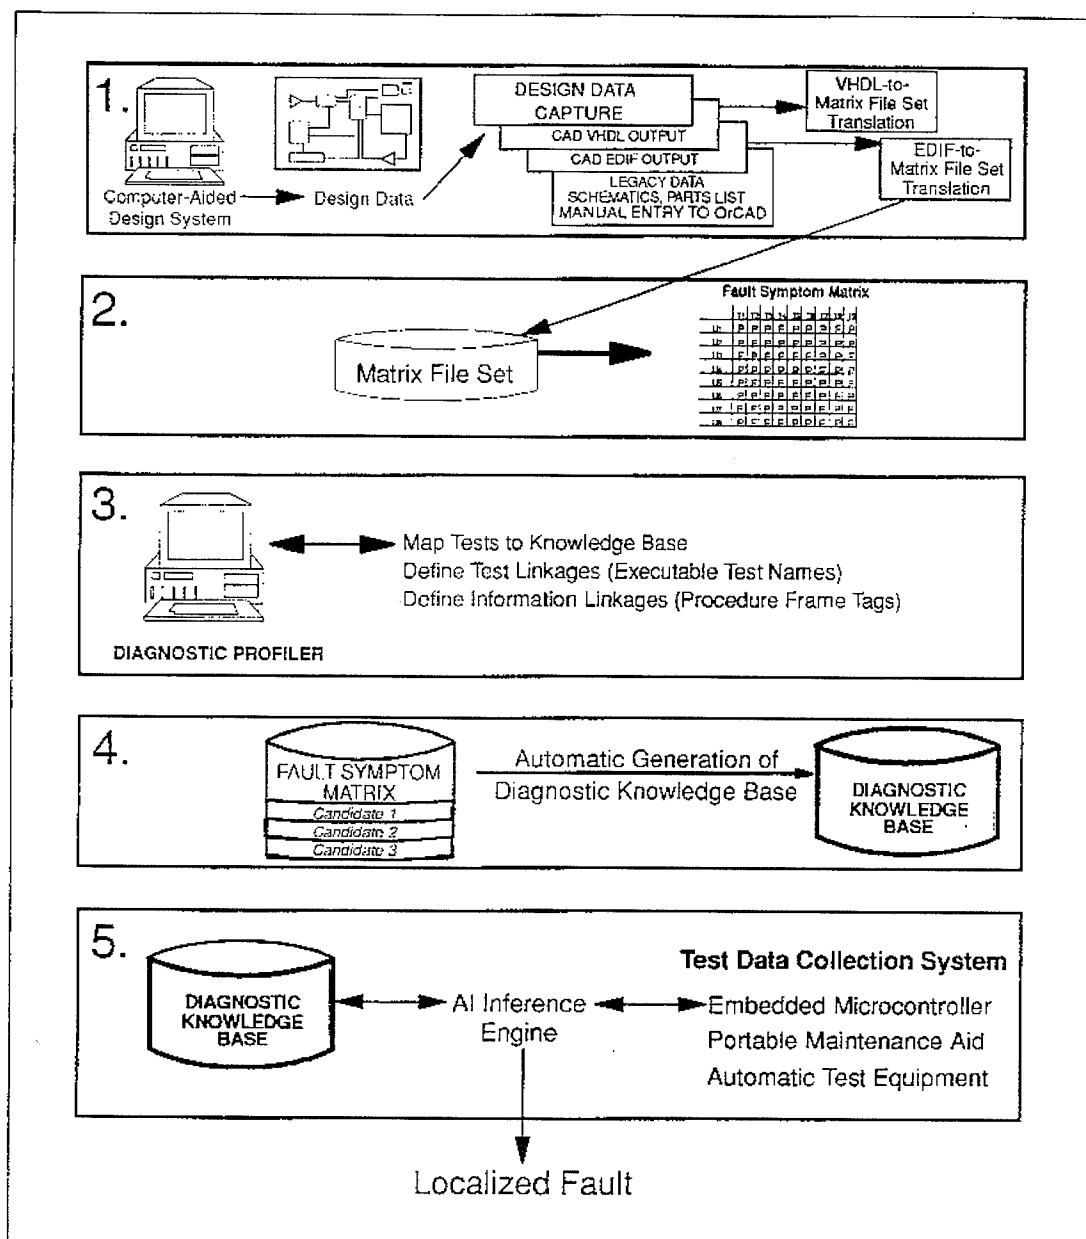 1.
Computer-Aided
Design System
Design Data
DESIGN DATA
CAPTURE
CAD VHDL OUTPUT
CAD EDIF OUTPUT
LEGACY DATA
SCHEMATICS, PARTS LIST
MANUAL ENTRY TO OrCAD
VHDL-to-
Matrix File Set
Translation
EDIF-to-
Matrix File Set
Translation
2.
Matrix File Set
Fault Symptom Matrix
3.
Map Tests to Knowledge Base
Define Test Linkages (Executable Test Names)
Define Information Linkages (Procedure Frame Tags)
DIAGNOSTIC PROFILER
4.
FAULT SYMPTOM
MATRIX
Candidate 1
Candidate 2
Candidate 3
Automatic Generation of
Diagnostic Knowledge Base
DIAGNOSTIC
KNOWLEDGE
BASE
5.
DIAGNOSTIC
KNOWLEDGE
BASE
AI Inference
Engine
Test Data Collection System
Embedded Microcontroller
Portable Maintenance Aid
Automatic Test Equipment
Localized Fault